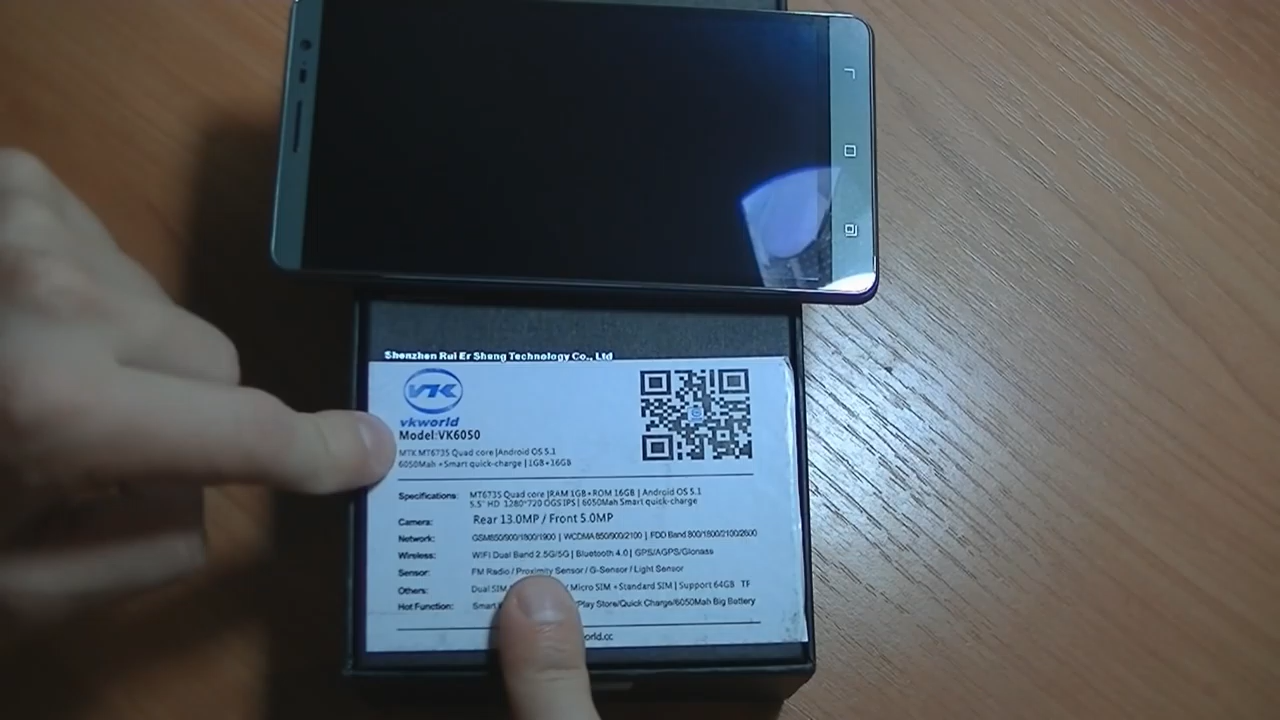 Shenzhen Rui Er Sheng Technology Co., Ltd
VK
vkworld
Model:VK6050
MTK MT6735 Quad core |Android OS 5.1
6050Mah +Smart quick-charge | 1GB+16GB
Specifications: MT6735 Quad core |RAM 1GB+ROM 16GB | Android OS 5.1
5.5" HD 1280*720 OGS IPS | 6050Mah Smart quick-charge
Camera: Rear 13.0MP / Front 5.0MP
Network: GSM850/900/1800/1900 | WCDMA 850/900/2100 | FDD Band 800/1800/2100/2600
Wireless: WIFI Dual Band 2.5G/5G | Bluetooth 4.0 | GPS/AGPS/Glonass
Sensor: FM Radio / Proximity Sensor / G-Sensor / Light Sensor
Others: Dual SIM / Micro SIM +Standard SIM | Support 64GB TF
Hot Function: Smart Play Store/Quick Charge/6050Mah Big Battery
orld.cc